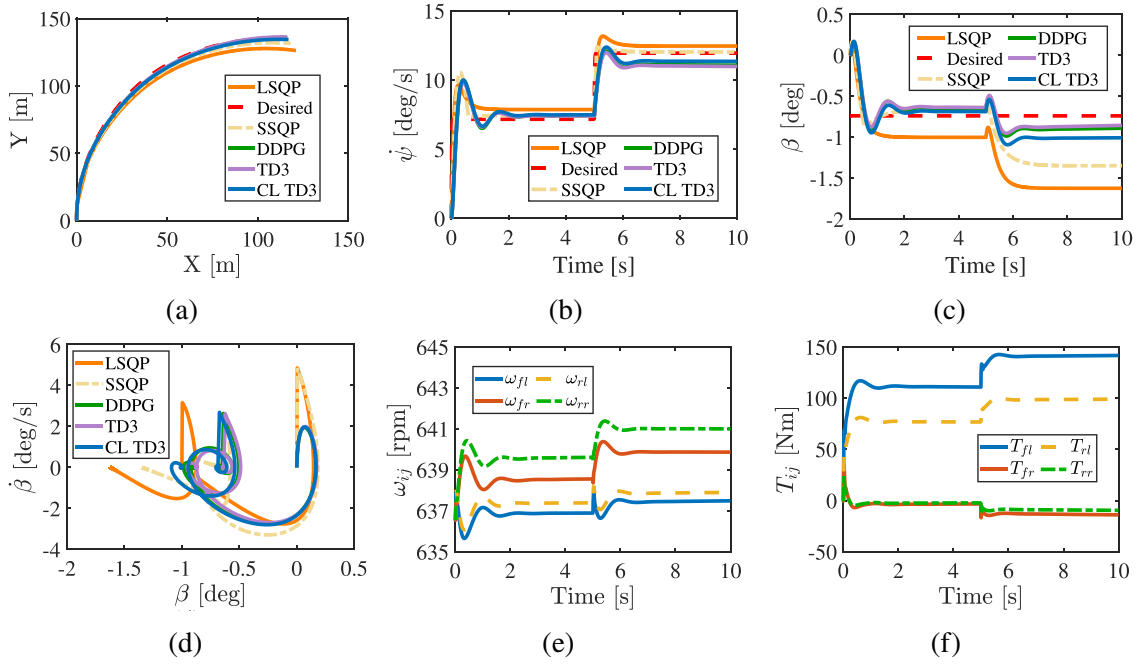 Y [m]
150
100
50
0
LSQP
Desired
SSQP
DDPG
TD3
CL TD3
0 50 100 150
X [m]
(a)
ψ̇ [deg/s]
15
10
5
0
LSQP DDPG
Desired TD3
SSQP CL TD3
0 2 4 6 8 10
Time [s]
(b)
β [deg]
0.5
0
-0.5
-1
-1.5
-2
LSQP DDPG
Desired TD3
SSQP CL TD3
0 2 4 6 8 10
Time [s]
(c)
β̇ [deg/s]
6
4
2
0
-2
-4
LSQP
SSQP
DDPG
TD3
CL TD3
-2 -1.5 -1 -0.5 0 0.5
β [deg]
(d)
ω_ij [rpm]
645
643
641
639
637
635
ω_fl ω_rl
ω_fr ω_rr
0 2 4 6 8 10
Time [s]
(e)
T_ij [Nm]
150
100
50
0
-50
T_fl T_rl
T_fr T_rr
0 2 4 6 8 10
Time [s]
(f)